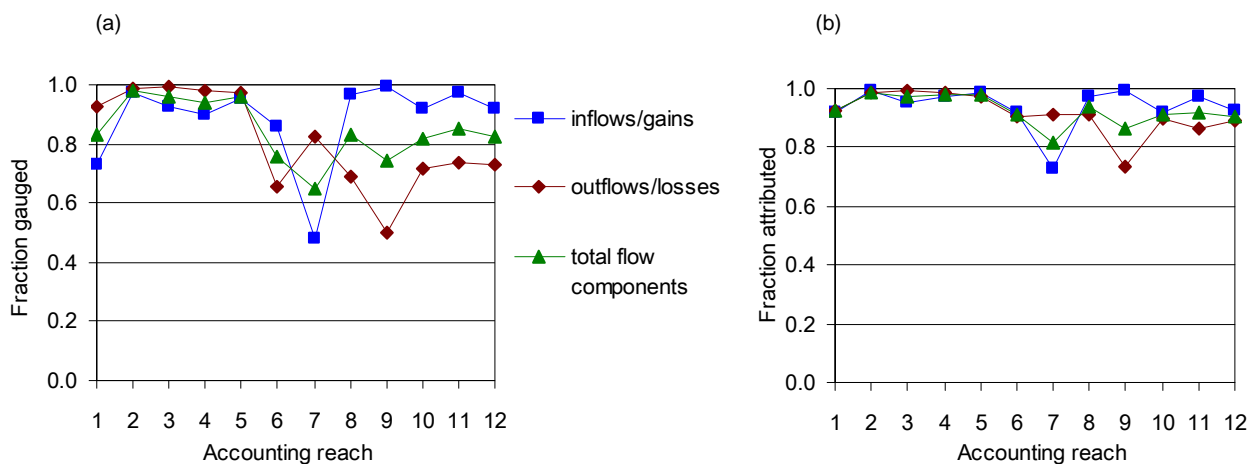 (a)
Fraction gauged
1.0
0.8
0.6
0.4
0.2
0.0
1 2 3 4 5 6 7 8 9 10 11 12
Accounting reach
inflows/gains
outflows/losses
total flow
components
(b)
Fraction attributed
1.0
0.8
0.6
0.4
0.2
0.0
1 2 3 4 5 6 7 8 9 10 11 12
Accounting reach